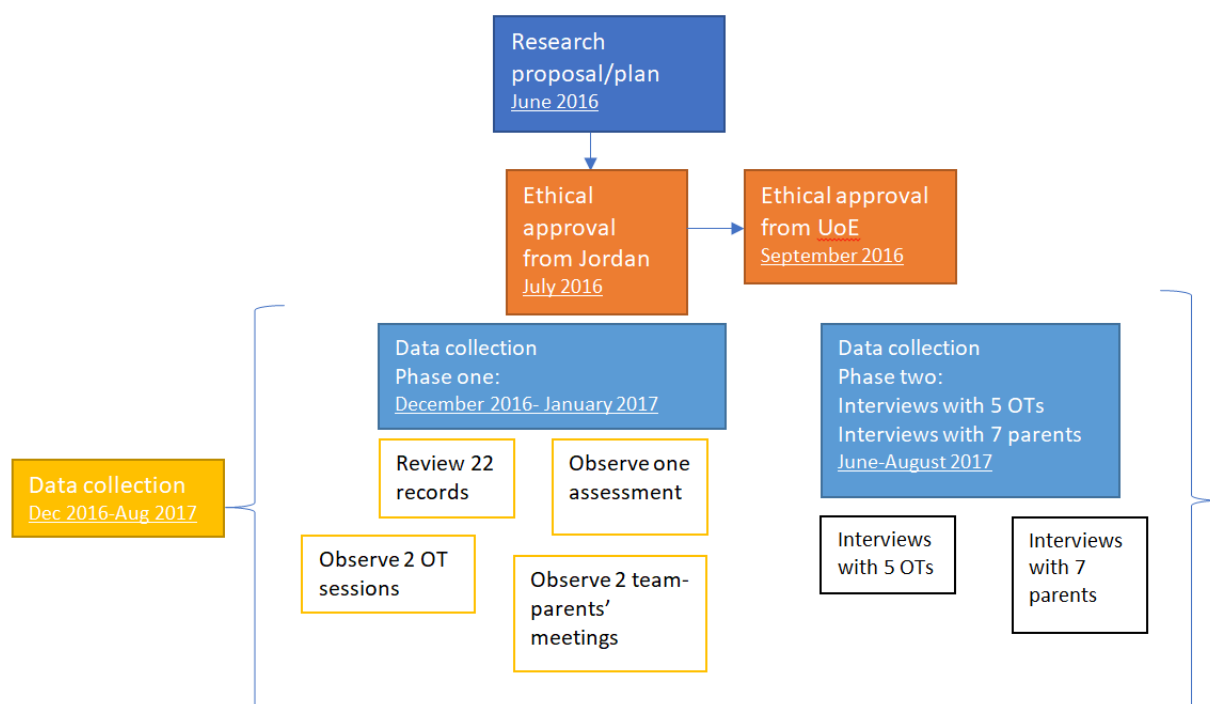 Research
proposal/plan
June 2016
Ethical
approval
from Jordan
July 2016
Ethical approval
from UoE
September 2016
Data collection
Dec 2016-Aug 2017
Data collection
Phase one:
December 2016- January 2017
Review 22
records
Observe one
assessment
Observe 2 OT
sessions
Observe 2 team-
parents’
meetings
Data collection
Phase two:
Interviews with 5 OTs
Interviews with 7 parents
June-August 2017
Interviews
with 5 OTs
Interviews
with 7
parents